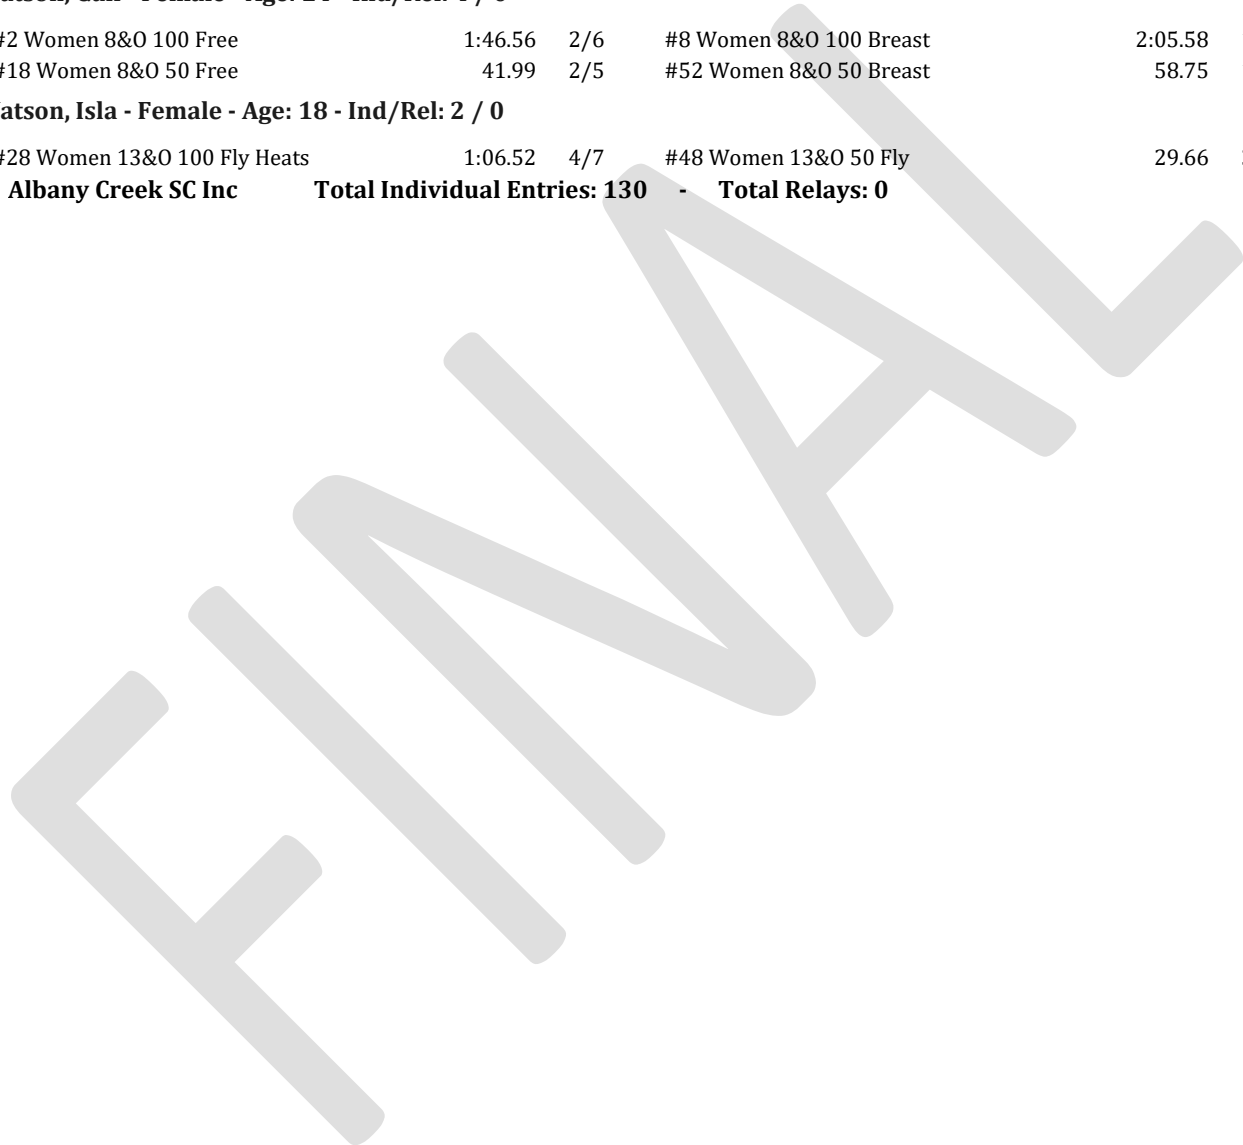 #2 Women 8&O 100 Free 1:46.56 2/6 #8 Women 8&O 100 Breast 2:05.58
#18 Women 8&O 50 Free 41.99 2/5 #52 Women 8&O 50 Breast 58.75
atson, Isla - Female - Age: 18 - Ind/Rel: 2 / 0
#28 Women 13&O 100 Fly Heats 1:06.52 4/7 #48 Women 13&O 50 Fly 29.66
Albany Creek SC Inc Total Individual Entries: 130 - Total Relays: 0
FINAL